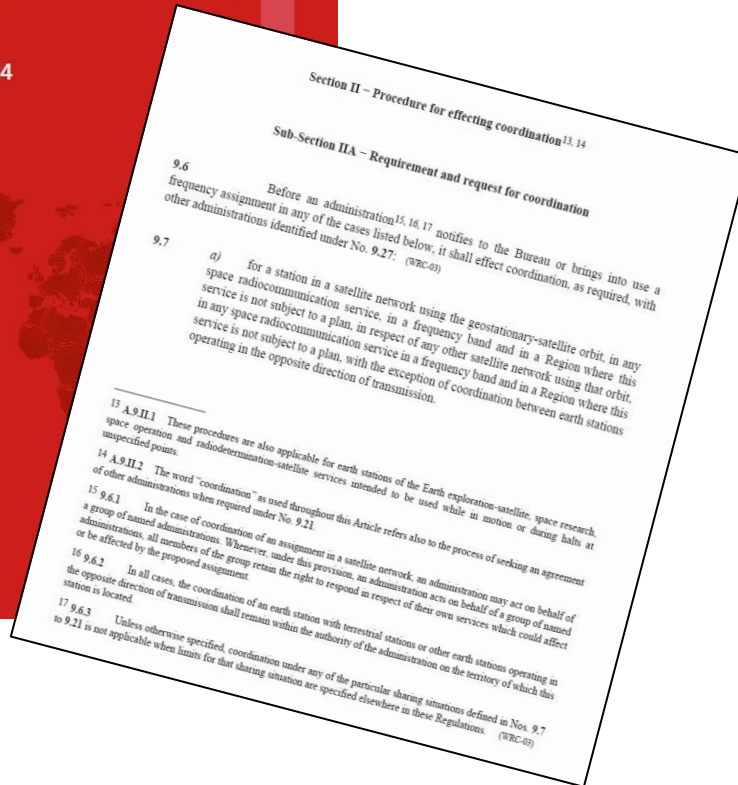 4
Section II – Procedure for effecting coordination13, 14
Sub-Section IIA – Requirement and request for coordination
9.6 Before an administration15, 16, 17 notifies to the Bureau or brings into use a
frequency assignment in any of the cases listed below, it shall effect coordination, as required, with
other administrations identified under No. 9.27: (WRC-03)
9.7 a) for a station in a satellite network using the geostationary-satellite orbit, in any
space radiocommunication service, in a frequency band and in a Region where this
service is not subject to a plan, in respect of any other satellite network using that orbit,
in any space radiocommunication service in a frequency band and in a Region where this
service is not subject to a plan, with the exception of coordination between earth stations
operating in the opposite direction of transmission.
13 A.9.II.1 These procedures are also applicable for earth stations of the Earth exploration-satellite, space research,
space operation and radiodetermination-satellite services intended to be used while in motion or during halts at
unspecified points.
14 A.9.II.2 The word “coordination” as used throughout this Article refers also to the process of seeking an agreement
of other administrations when required under No. 9.21.
15 9.6.1 In the case of coordination of an assignment in a satellite network, an administration may act on behalf of
a group of named administrations. Whenever, under this provision, an administration acts on behalf of a group of named
administrations, all members of the group retain the right to respond in respect of their own services which could affect
or be affected by the proposed assignment.
16 9.6.2 In all cases, the coordination of an earth station with terrestrial stations or other earth stations operating in
the opposite direction of transmission shall remain within the authority of the administration on the territory of which this
station is located.
17 9.6.3 Unless otherwise specified, coordination under any of the particular sharing situations defined in Nos. 9.7
to 9.21 is not applicable when limits for that sharing situation are specified elsewhere in these Regulations. (WRC-03)